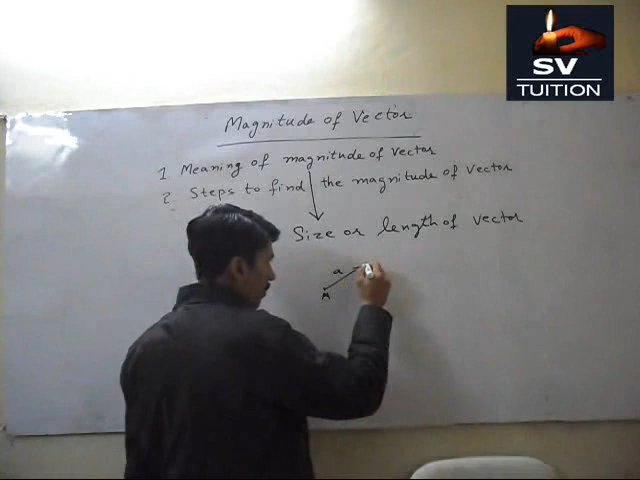 SV
TUITION
Magnitude of Vector
1 Meaning of magnitude of vector
2. Steps to find the magnitude of vector
Size or length of vector
a
A